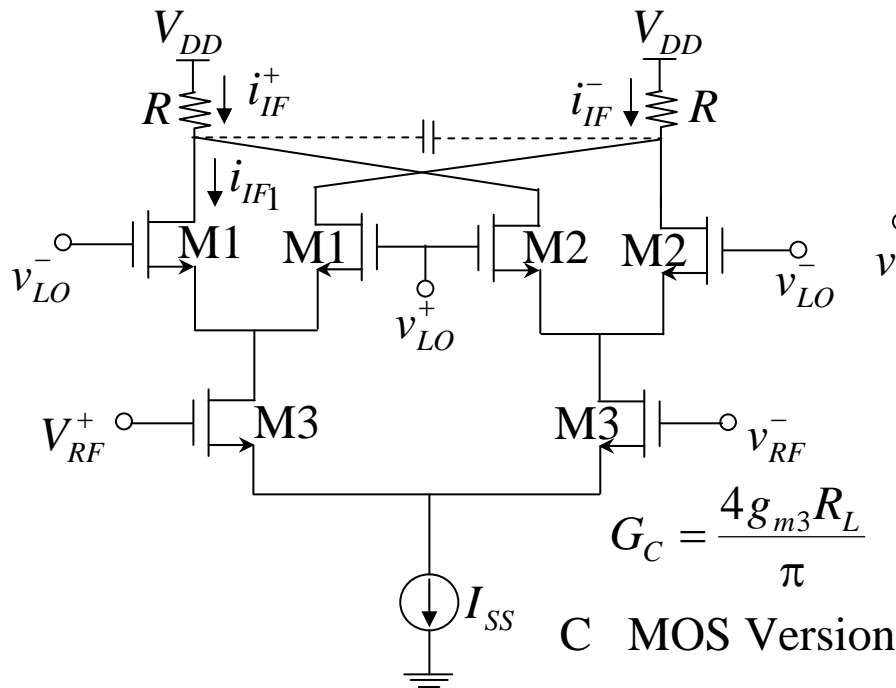 V_DD V_DD
R i_IF^+ i_IF^- R
i_IF1
M1 M1 M2 M2
v_LO^- v_LO^+ v_LO^- v
V_RF^+ M3 M3 v_RF^-
G_C = 4g_m3 R_L / π
I_SS
C MOS Version